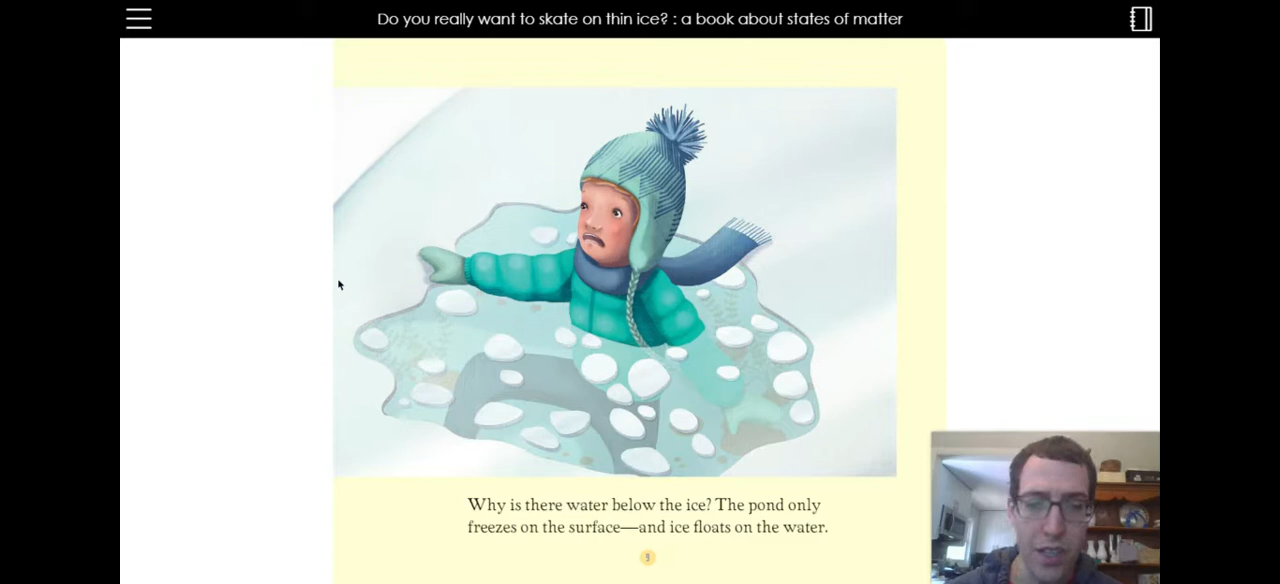 Do you really want to skate on thin ice? : a book about states of matter
Why is there water below the ice? The pond only
freezes on the surface—and ice floats on the water.
9